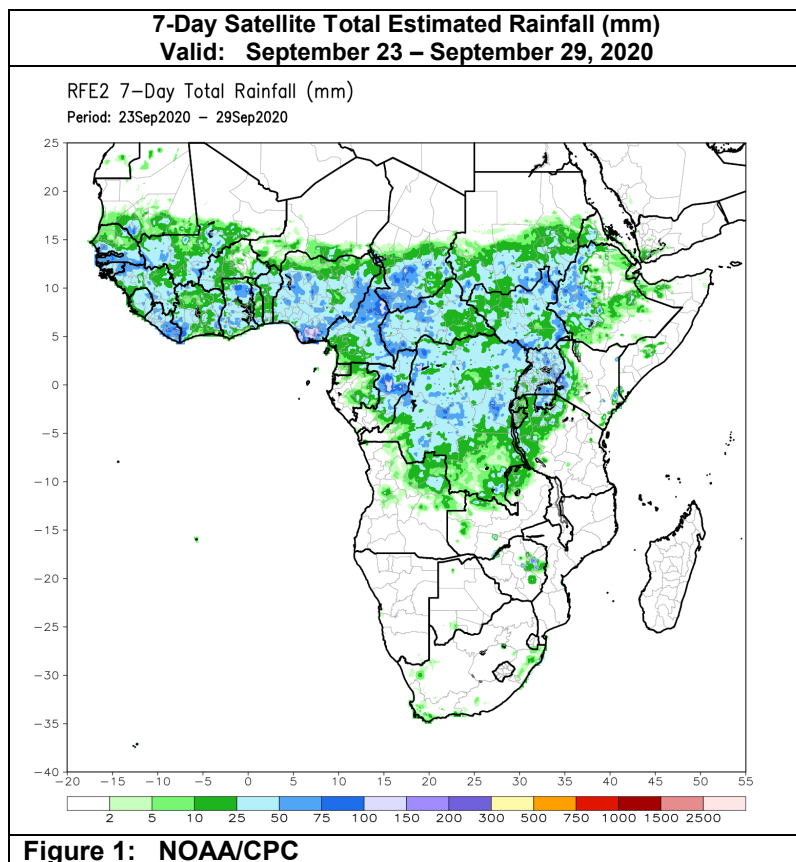 7-Day Satellite Total Estimated Rainfall (mm)
Valid: September 23 – September 29, 2020
RFE2 7-Day Total Rainfall (mm)
Period: 23Sep2020 – 29Sep2020
25
20
15
10
5
0
−5
−10
−15
−20
−25
−30
−35
−40
−20 −15 −10 −5 0 5 10 15 20 25 30 35 40 45 50 55
2 5 10 25 50 75 100 150 200 300 500 750 1000 1500 2500
Figure 1: NOAA/CPC